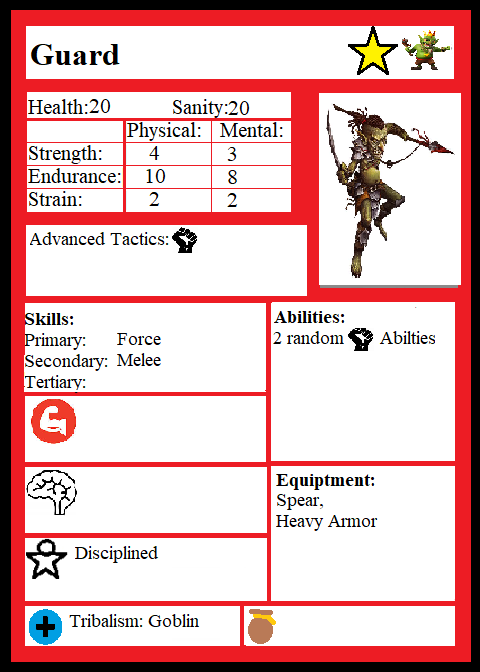 Guard
Health:20 Sanity:20
Physical: Mental:
Strength: 4 3
Endurance: 10 8
Strain: 2 2
Advanced Tactics:
Skills:
Primary: Force
Secondary: Melee
Tertiary:
Abilities:
2 random Abilties
Equiptment:
Spear,
Heavy Armor
Disciplined
Tribalism: Goblin